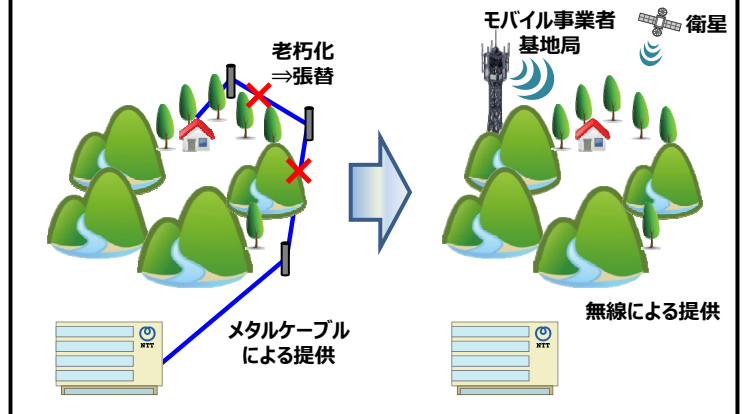 老朽化
⇒張替
メタルケーブル
による提供
NTT
モバイル事業者
基地局
衛星
無線による提供
NTT